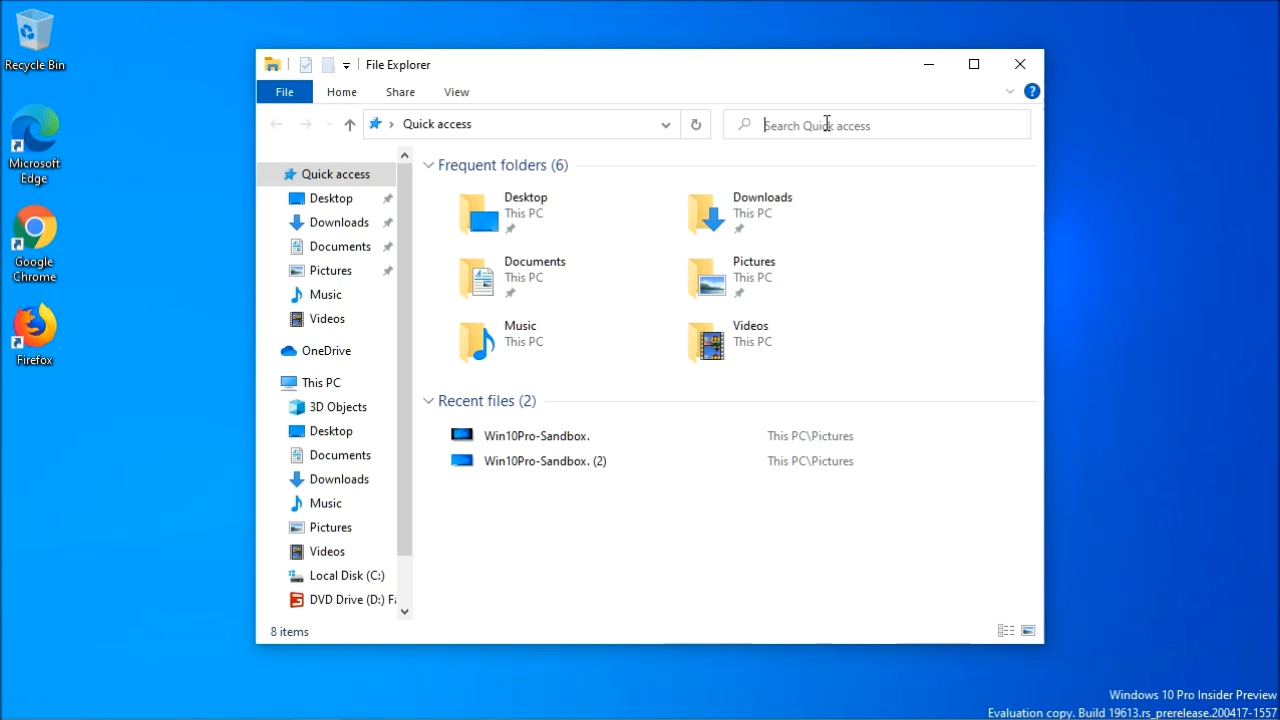 Recycle Bin
Microsoft
Edge
Google
Chrome
Firefox
File Explorer
File
Home
Share
View
Quick access
Search Quick access
Quick access
Desktop
Downloads
Documents
Pictures
Music
Videos
OneDrive
This PC
3D Objects
Desktop
Documents
Downloads
Music
Pictures
Videos
Local Disk (C:)
DVD Drive (D:) Fa
Frequent folders (6)
Desktop
This PC
Downloads
This PC
Documents
This PC
Pictures
This PC
Music
This PC
Videos
This PC
Recent files (2)
Win10Pro-Sandbox. This PC\Pictures
Win10Pro-Sandbox. (2) This PC\Pictures
8 items
Windows 10 Pro Insider Preview
Evaluation copy. Build 19613.rs_prerelease.200417-1557